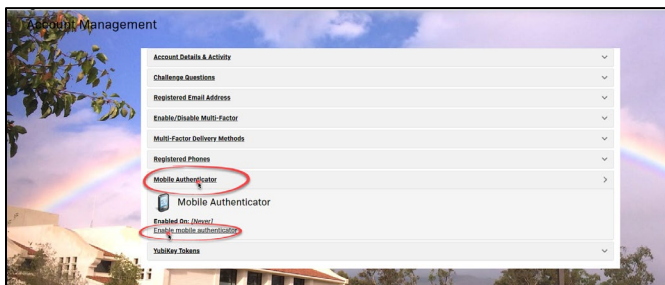 Account Management
Account Details & Activity
Challenge Questions
Registered Email Address
Enable/Disable Multi-Factor
Multi-Factor Delivery Methods
Registered Phones
Mobile Authenticator
Mobile Authenticator
Enabled On: [Never]
Enable mobile authenticator
YubiKey Tokens